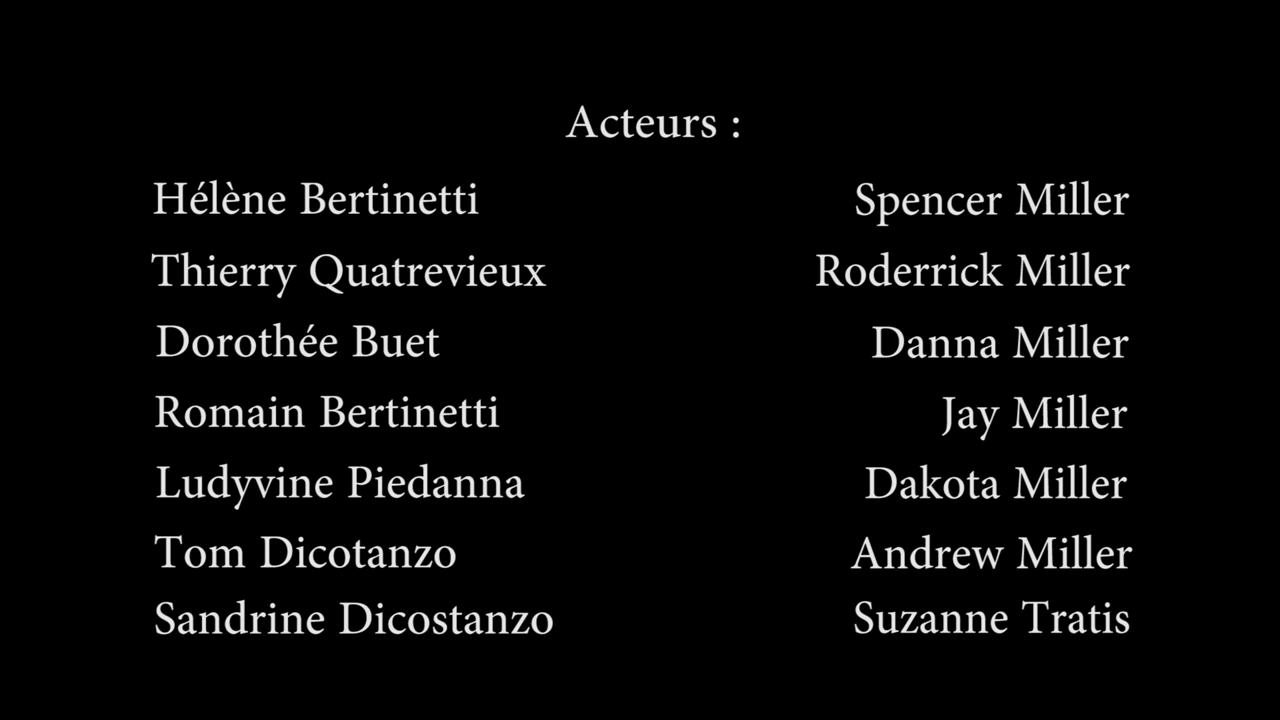 Acteurs :
Hélène Bertinetti Spencer Miller
Thierry Quatrevieux Roderrick Miller
Dorothée Buet Danna Miller
Romain Bertinetti Jay Miller
Ludyvine Piedanna Dakota Miller
Tom Dicotanzo Andrew Miller
Sandrine Dicostanzo Suzanne Tratis